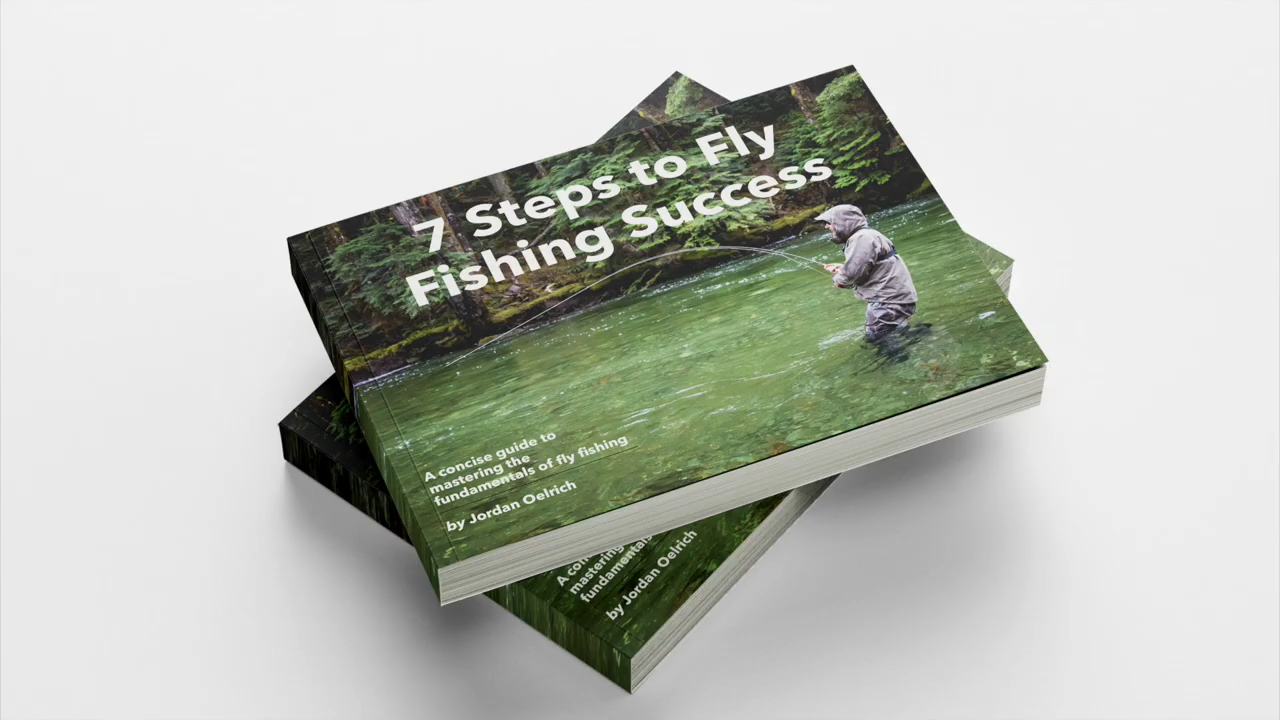 7 Steps to Fly
Fishing Success
A concise guide to
mastering the
fundamentals of fly fishing
by Jordan Oelrich
A con
mastering
fundamentals
by Jordan Oelrich